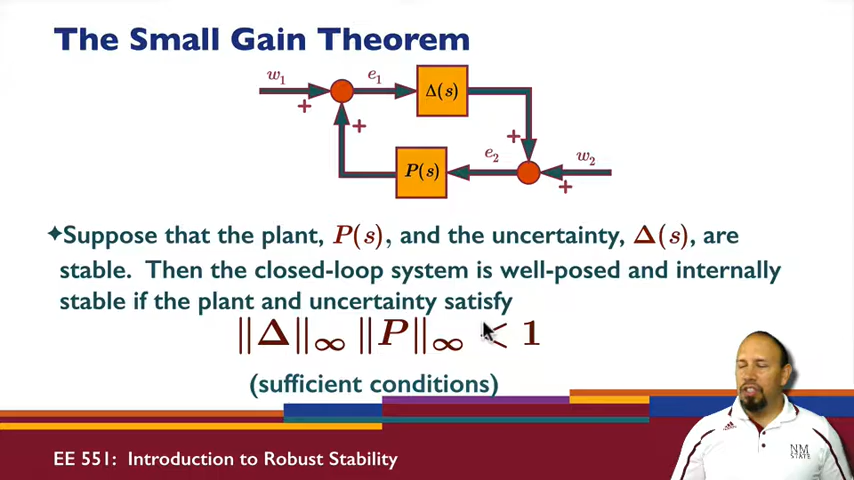 The Small Gain Theorem
w₁ e₁ Δ(s)
+ + +
P(s) e₂ w₂
+
✦Suppose that the plant, P(s), and the uncertainty, Δ(s), are
stable. Then the closed-loop system is well-posed and internally
stable if the plant and uncertainty satisfy
||Δ||∞ ||P||∞ < 1
(sufficient conditions)
NM
STATE
EE 551: Introduction to Robust Stability